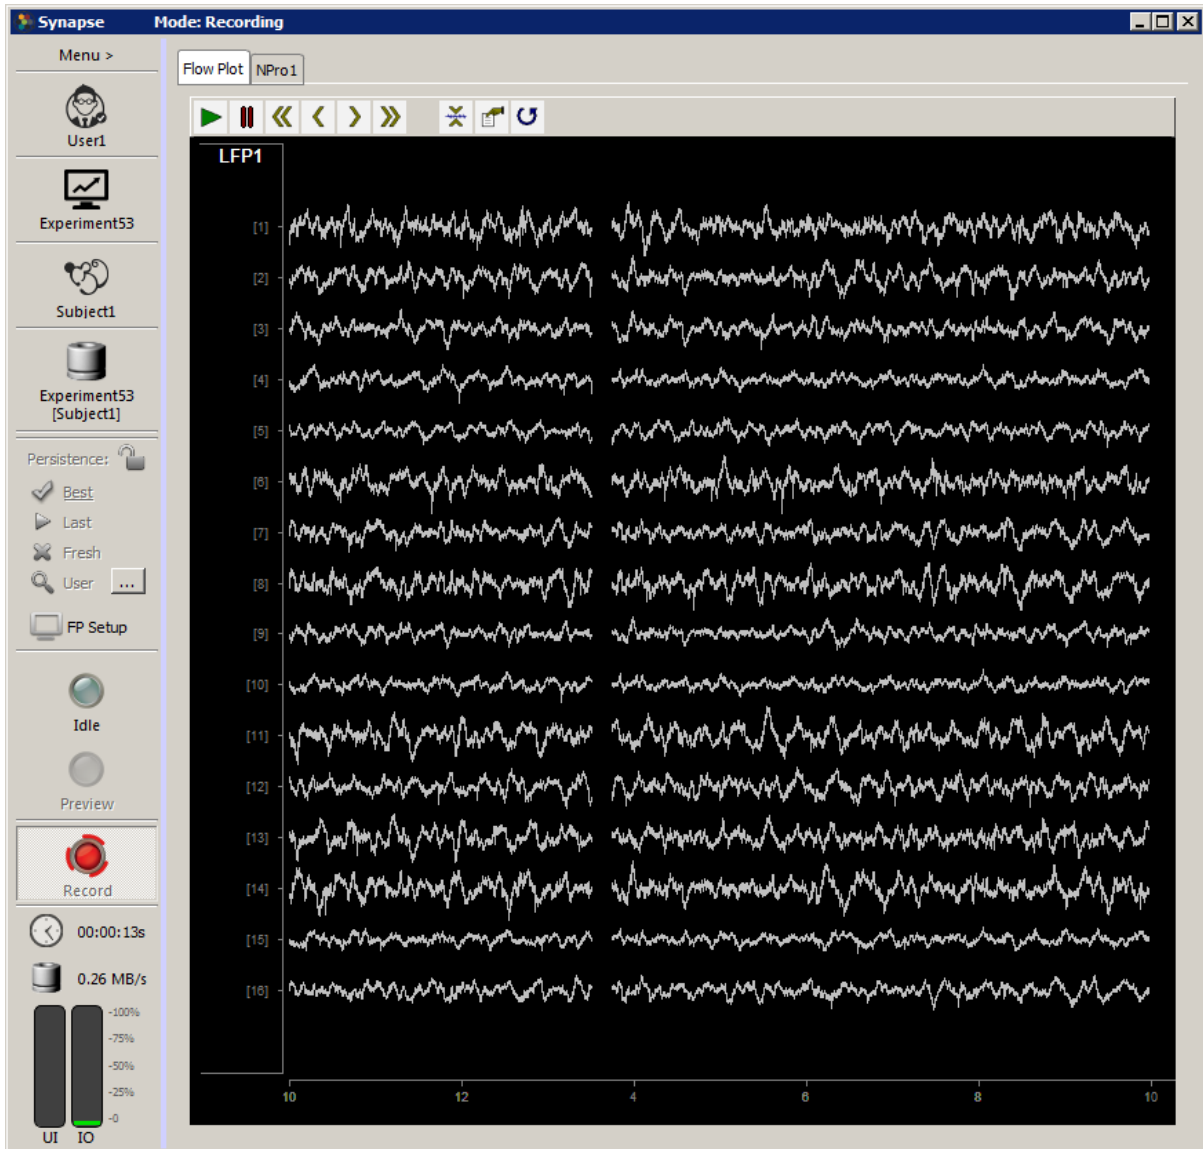 Synapse Mode: Recording
Menu >
User1
Experiment53
Subject1
Experiment53
[Subject1]
Persistence:
Best
Last
Fresh
User ...
FP Setup
Idle
Preview
Record
00:00:13s
0.26 MB/s
-100%
-75%
-50%
-25%
-0
UI IO
Flow Plot NPro1
LFP1
[1]
[2]
[3]
[4]
[5]
[6]
[7]
[8]
[9]
[10]
[11]
[12]
[13]
[14]
[15]
[16]
10 12 4 6 8 10